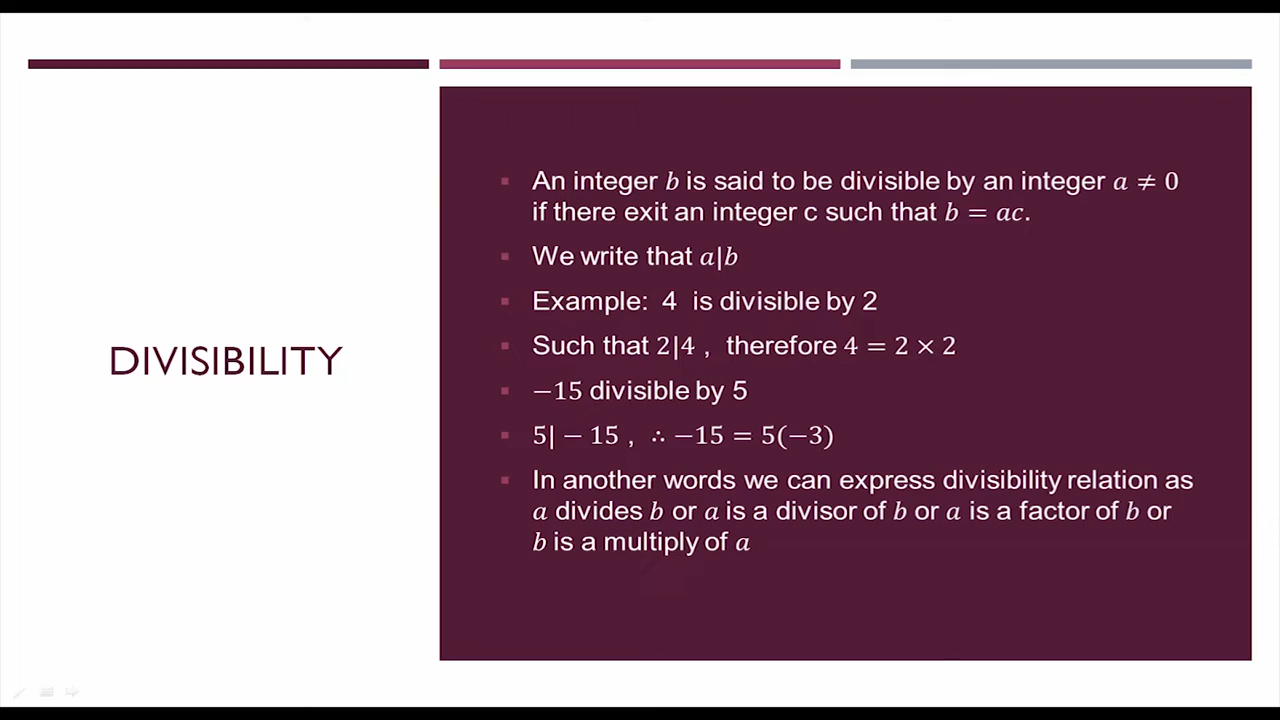 DIVISIBILITY
▪ An integer b is said to be divisible by an integer a ≠ 0
if there exit an integer c such that b = ac.
▪ We write that a|b
▪ Example: 4 is divisible by 2
▪ Such that 2|4 , therefore 4 = 2 × 2
▪ −15 divisible by 5
▪ 5| − 15 , ∴ −15 = 5(−3)
▪ In another words we can express divisibility relation as
a divides b or a is a divisor of b or a is a factor of b or
b is a multiply of a